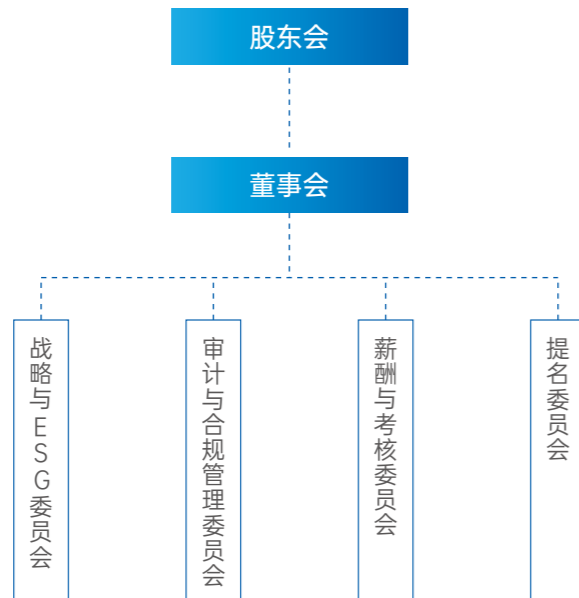 股东会
董事会
战略与ESG委员会
审计与合规管理委员会
薪酬与考核委员会
提名委员会